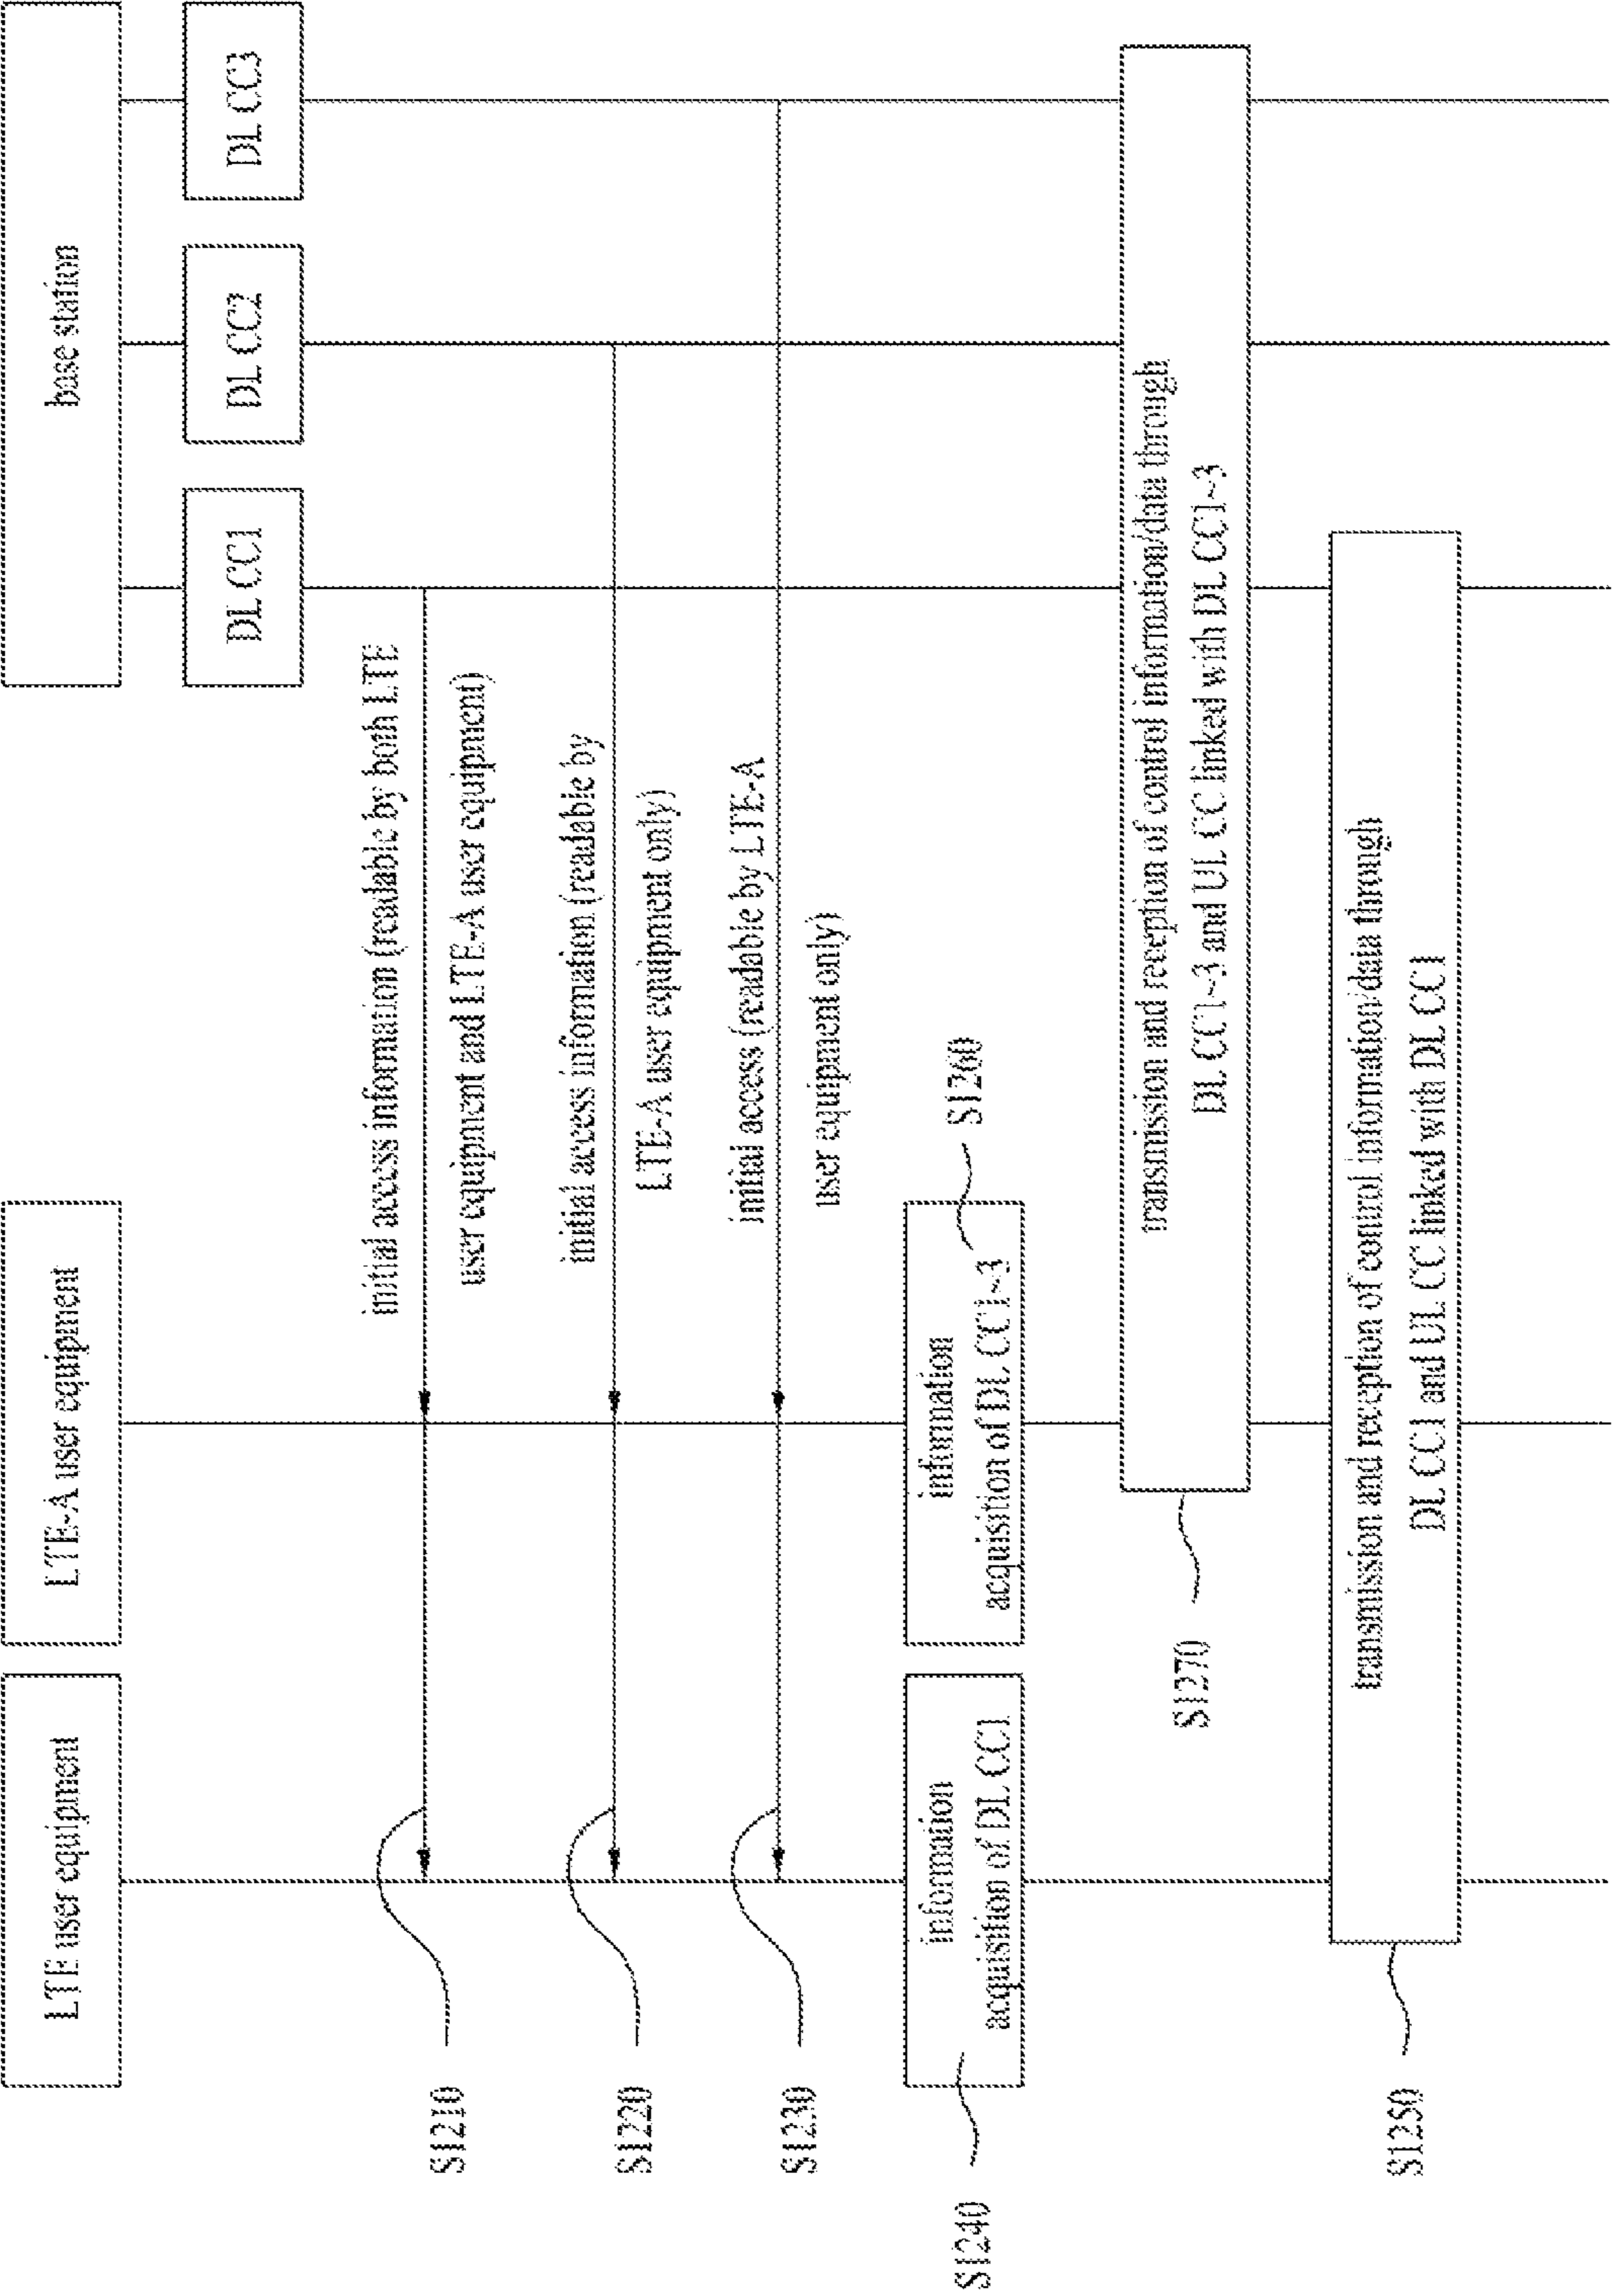 LTE user equipment
LTE-A user equipment
base station
DL CC1
DL CC2
DL CC3
initial access information (readable by both LTE
user equipment and LTE-A user equipment)
S1210
initial access information (readable by
LTE-A user equipment only)
S1220
initial access (readable by LTE-A
user equipment only)
S1230
S1240
information
acquisition of DL CC1
information
acquisition of DL CC1~3
S1260
S1270
transmission and reception of control information/data through
DL CC1~3 and UL CC linked with DL CC1~3
S1250
transmission and reception of control information/data through
DL CC1 and UL CC linked with DL CC1